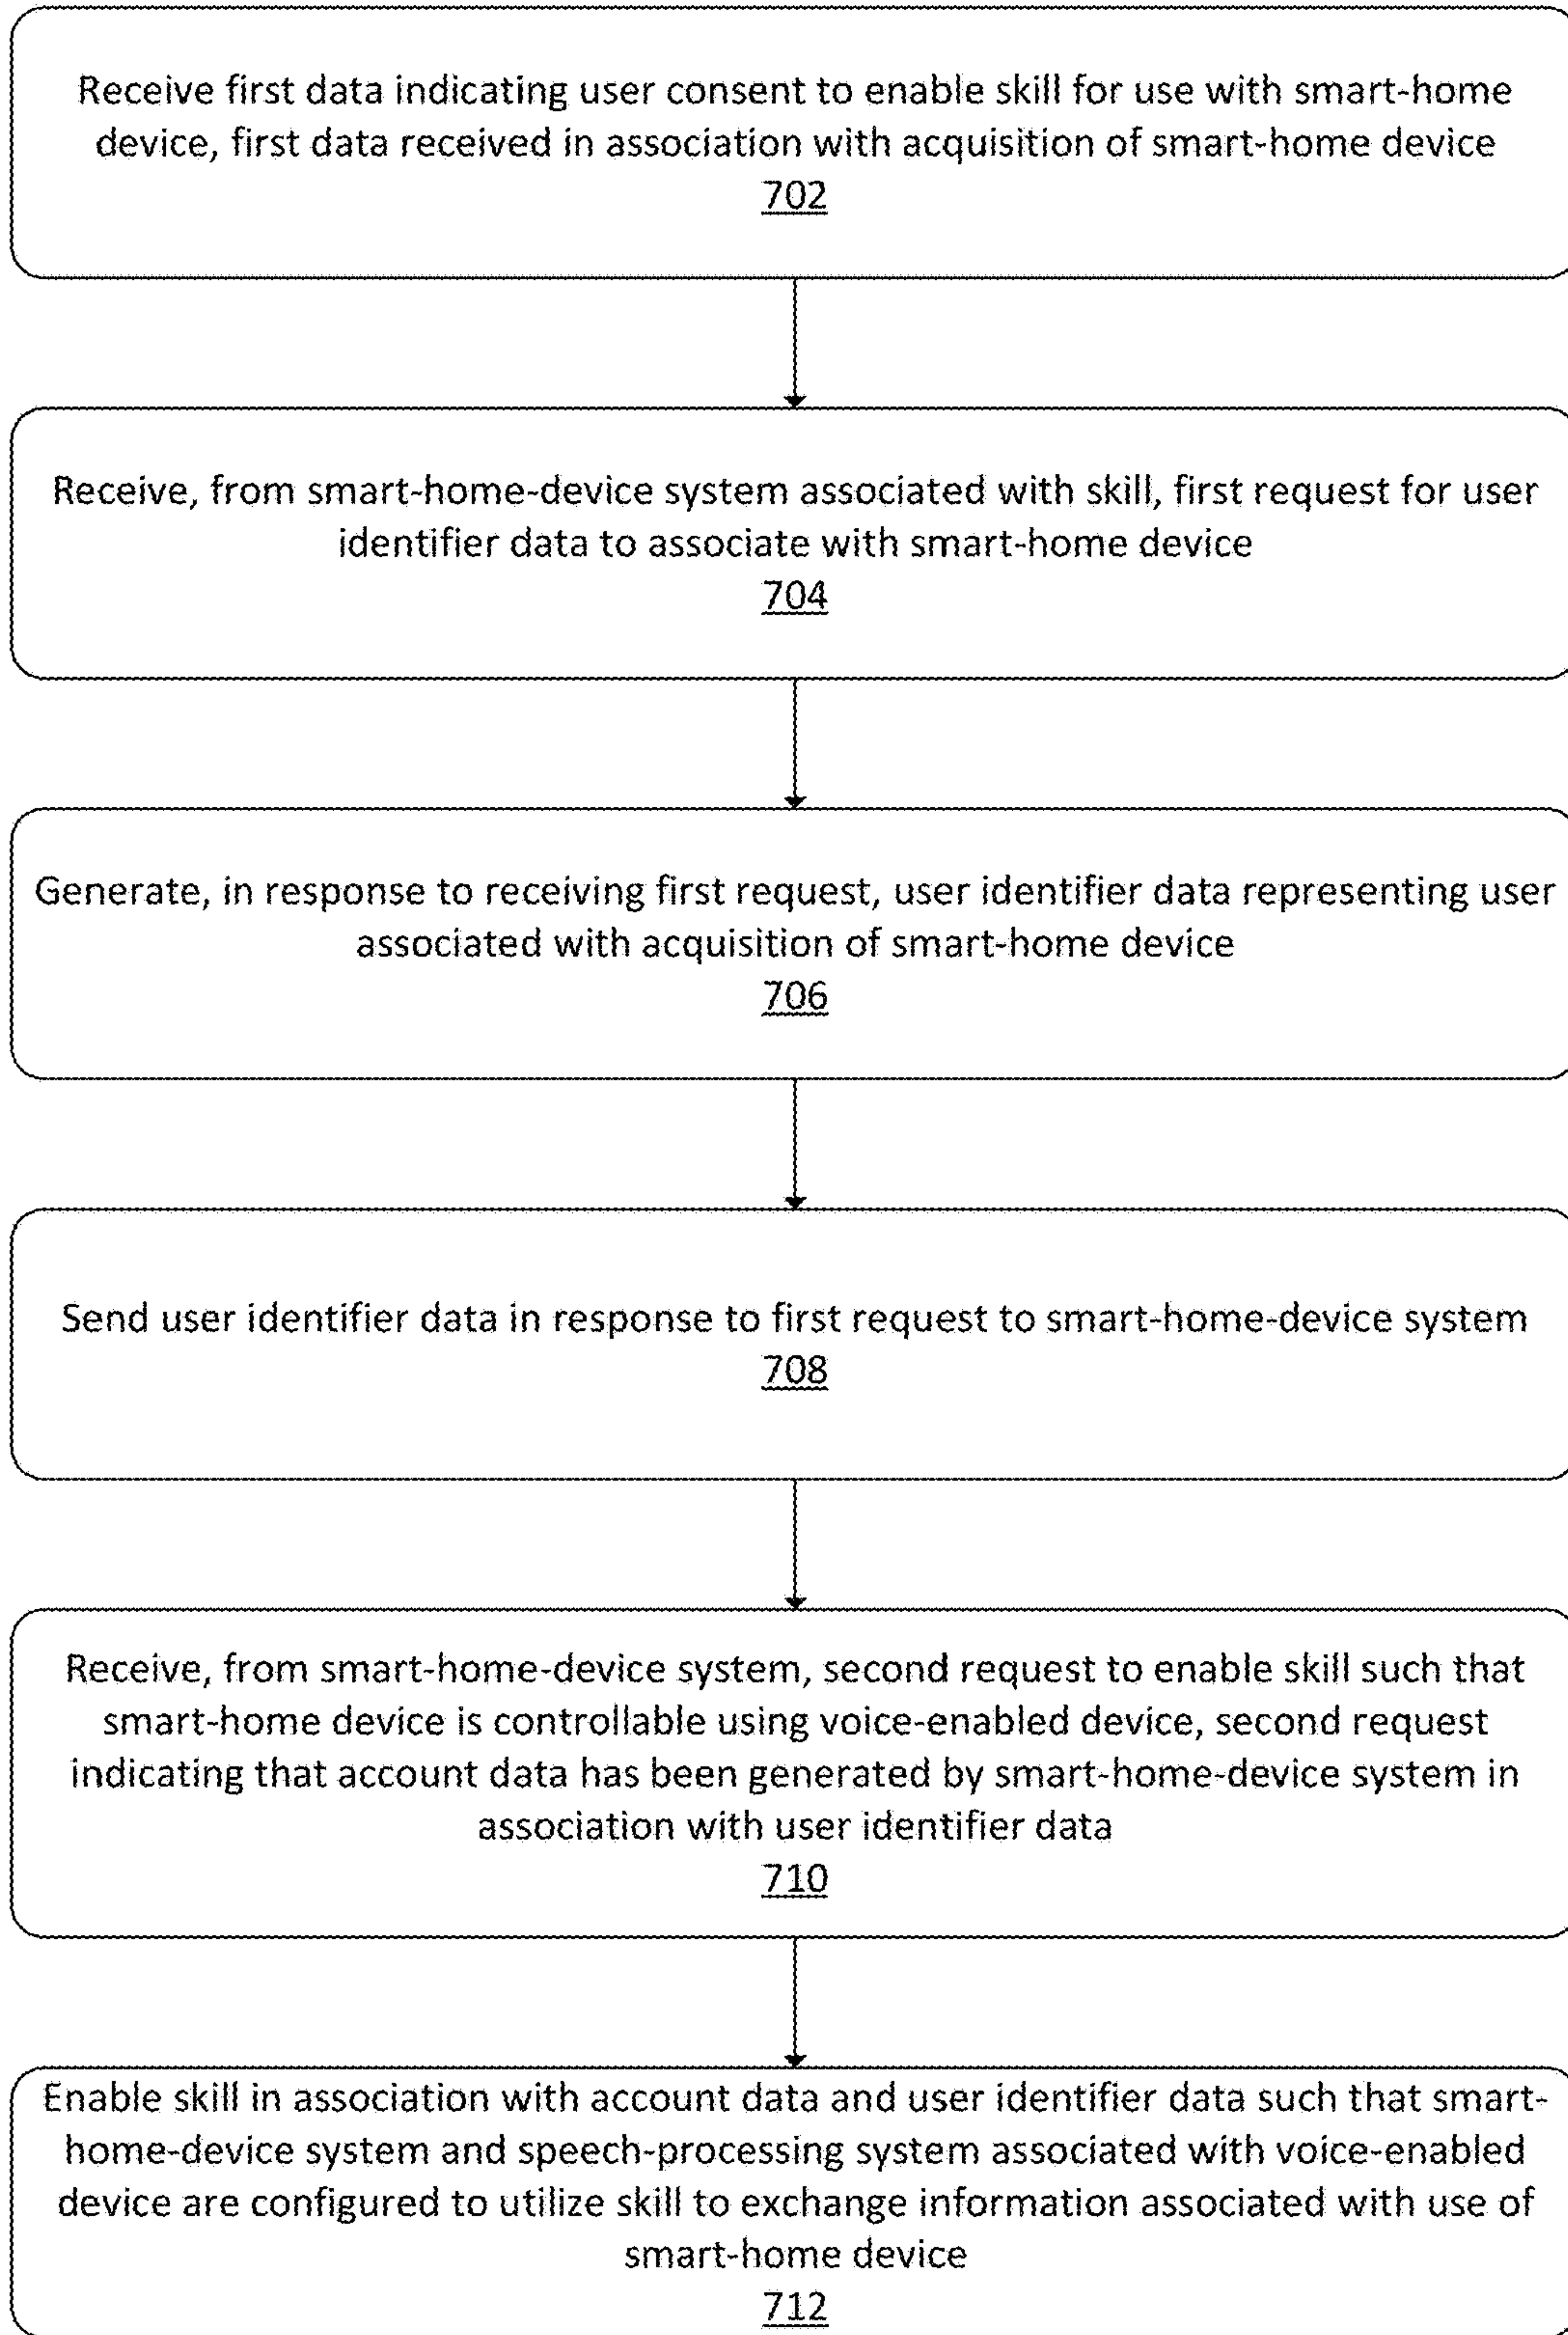 Receive first data indicating user consent to enable skill for use with smart-home
device, first data received in association with acquisition of smart-home device
702
Receive, from smart-home-device system associated with skill, first request for user
identifier data to associate with smart-home device
704
Generate, in response to receiving first request, user identifier data representing user
associated with acquisition of smart-home device
706
Send user identifier data in response to first request to smart-home-device system
708
Receive, from smart-home-device system, second request to enable skill such that
smart-home device is controllable using voice-enabled device, second request
indicating that account data has been generated by smart-home-device system in
association with user identifier data
710
Enable skill in association with account data and user identifier data such that smart-
home-device system and speech-processing system associated with voice-enabled
device are configured to utilize skill to exchange information associated with use of
smart-home device
712